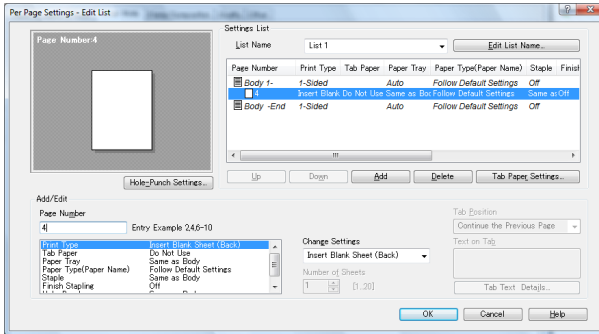 Per Page Settings - Edit List
Page Number:4
Settings List
List Name
List 1
Edit List Name...
Page Number Print Type Tab Paper Paper Tray Paper Type(Paper Name) Staple Finish
Body 1- 1-Sided Auto Follow Default Settings Off
4 Insert Blank Do Not Use Same as Boc Follow Default Settings Same as Off
Body -End 1-Sided Auto Follow Default Settings Off
Hole-Punch Settings...
Up
Down
Add
Delete
Tab Paper Settings...
Add/Edit
Page Number
4
Entry Example 2,4,6-10
Print Type Insert Blank Sheet (Back)
Tab Paper Do Not Use
Paper Tray Same as Body
Paper Type(Paper Name) Follow Default Settings
Staple Same as Body
Finish Stapling Off
Change Settings
Insert Blank Sheet (Back)
Number of Sheets
1 [1..20]
Tab Position
Continue the Previous Page
Text on Tab
Tab Text Details...
OK
Cancel
Help